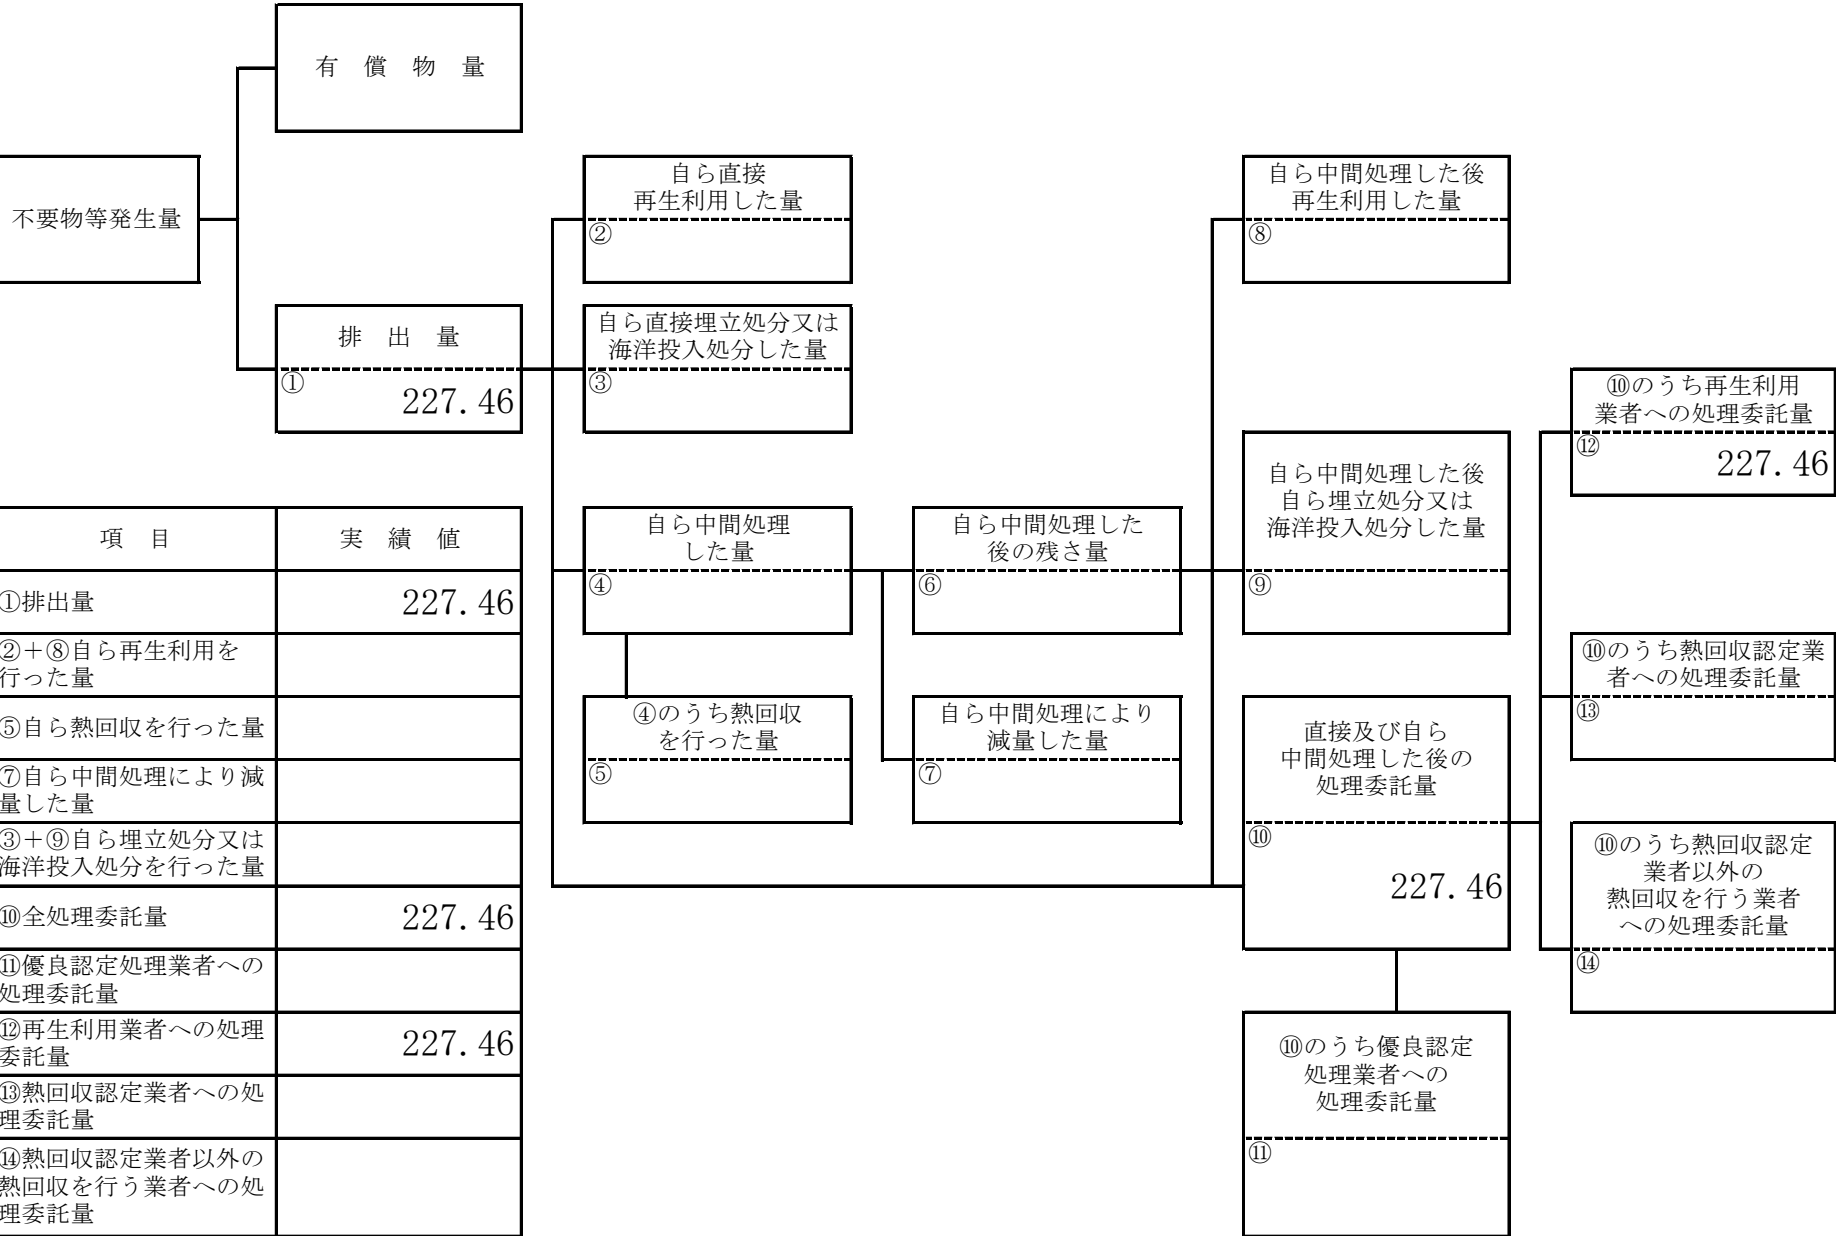 有　償　物　量
不要物等発生量
排　出　量
①
227.46
自ら直接
再生利用した量
②
自ら直接埋立処分又は
海洋投入処分した量
③
自ら中間処理
した量
④
④のうち熱回収
を行った量
⑤
自ら中間処理した
後の残さ量
⑥
自ら中間処理により
減量した量
⑦
自ら中間処理した後
再生利用した量
⑧
自ら中間処理した後
自ら埋立処分又は
海洋投入処分した量
⑨
直接及び自ら
中間処理した後の
処理委託量
⑩
227.46
⑩のうち優良認定
処理業者への
処理委託量
⑪
⑩のうち再生利用
業者への処理委託量
⑫
227.46
⑩のうち熱回収認定業
者への処理委託量
⑬
⑩のうち熱回収認定
業者以外の
熱回収を行う業者
への処理委託量
⑭
項　目
実　績　値
①排出量
227.46
②＋⑧自ら再生利用を
行った量
⑤自ら熱回収を行った量
⑦自ら中間処理により減
量した量
③＋⑨自ら埋立処分又は
海洋投入処分を行った量
⑩全処理委託量
227.46
⑪優良認定処理業者への
処理委託量
⑫再生利用業者への処理
委託量
227.46
⑬熱回収認定業者への処
理委託量
⑭熱回収認定業者以外の
熱回収を行う業者への処
理委託量